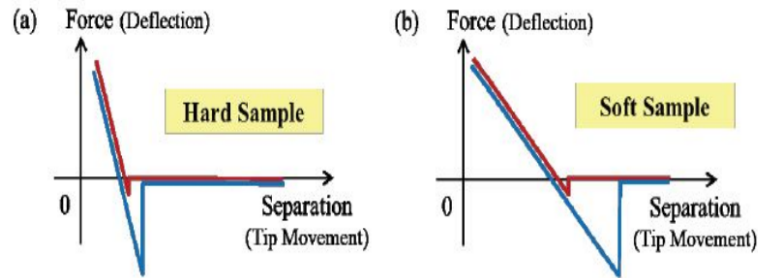 (a) Force (Deflection)
Hard Sample
0
Separation
(Tip Movement)
(b) Force (Deflection)
Soft Sample
0
Separation
(Tip Movement)